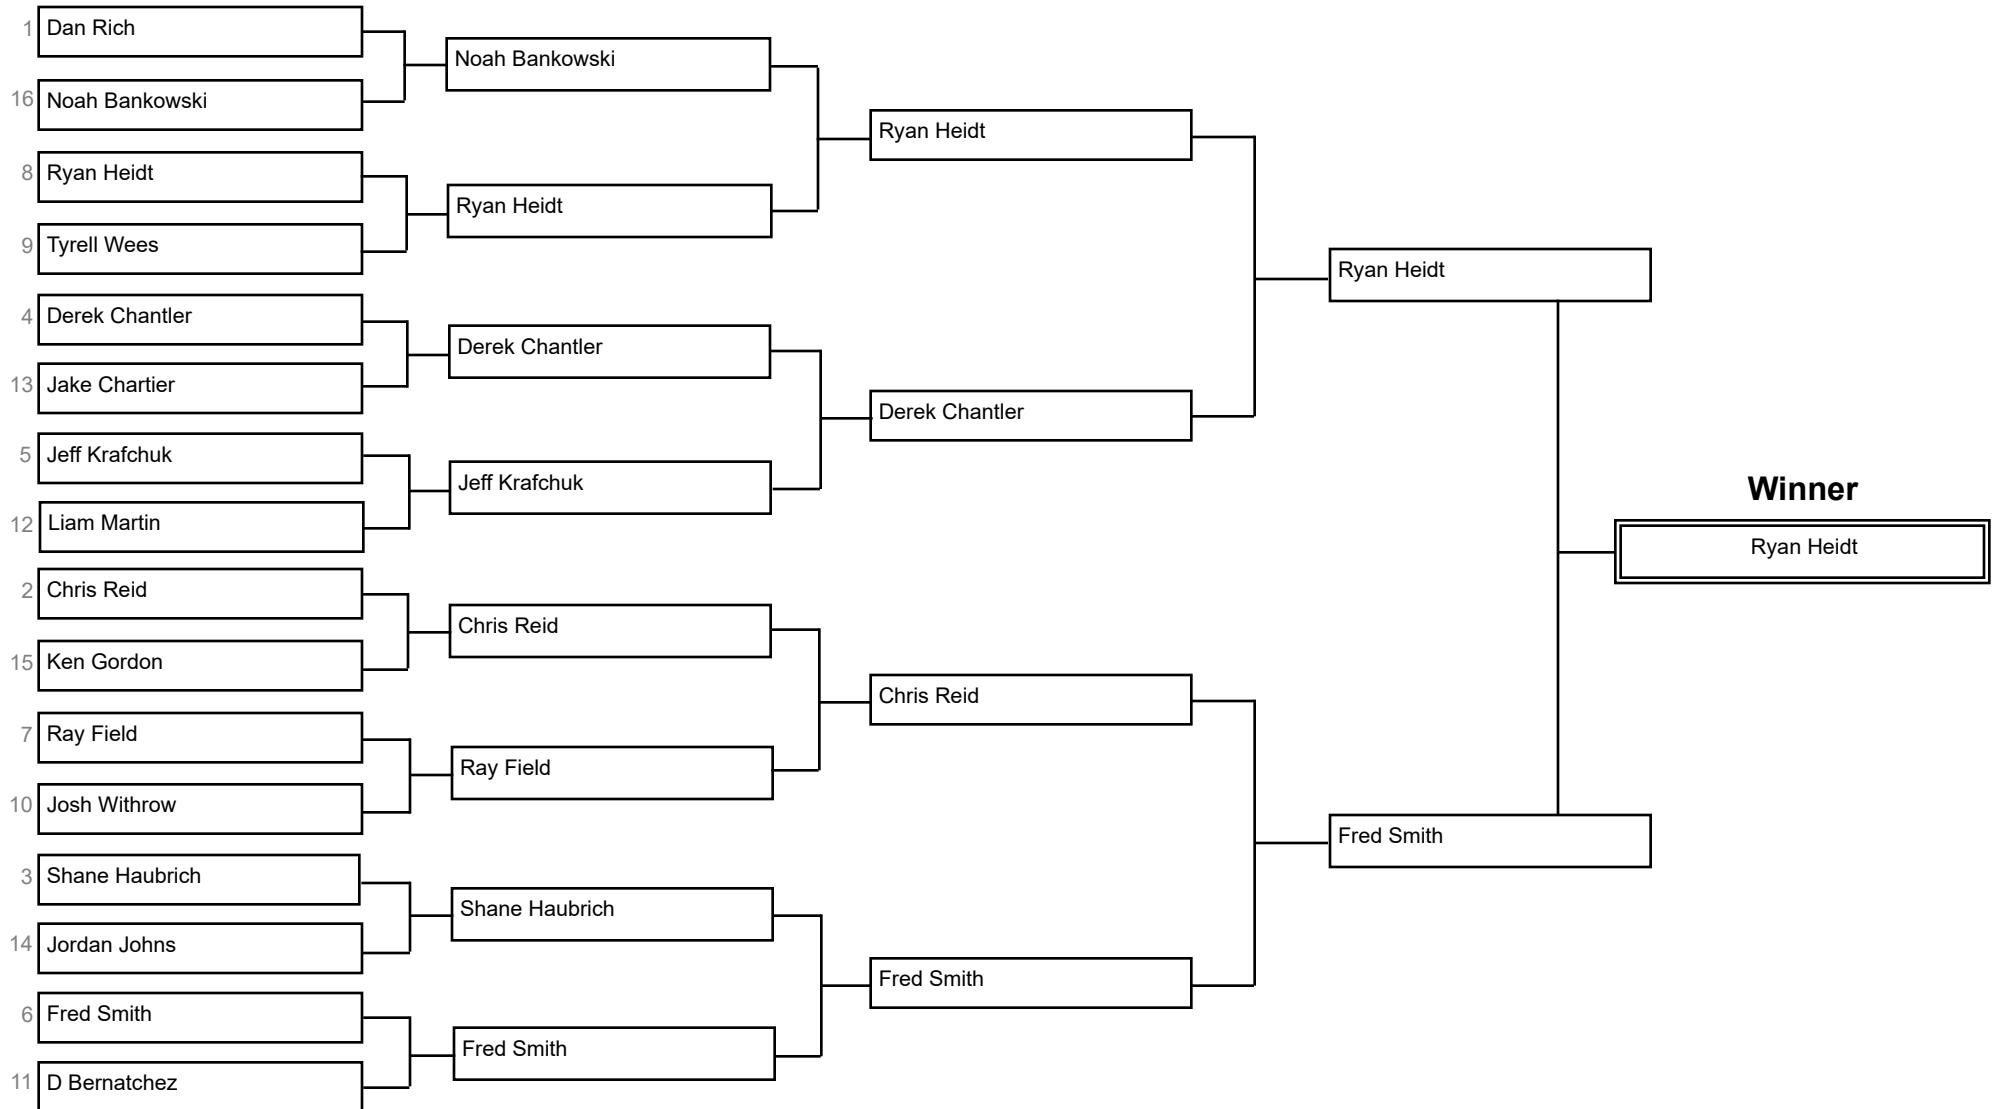 1 Dan Rich
16 Noah Bankowski
8 Ryan Heidt
9 Tyrell Wees
4 Derek Chantler
13 Jake Chartier
5 Jeff Krafchuk
12 Liam Martin
2 Chris Reid
15 Ken Gordon
7 Ray Field
10 Josh Withrow
3 Shane Haubrich
14 Jordan Johns
6 Fred Smith
11 D Bernatchez
Noah Bankowski
Ryan Heidt
Derek Chantler
Jeff Krafchuk
Chris Reid
Ray Field
Shane Haubrich
Fred Smith
Ryan Heidt
Derek Chantler
Chris Reid
Fred Smith
Ryan Heidt
Fred Smith
Winner
Ryan Heidt